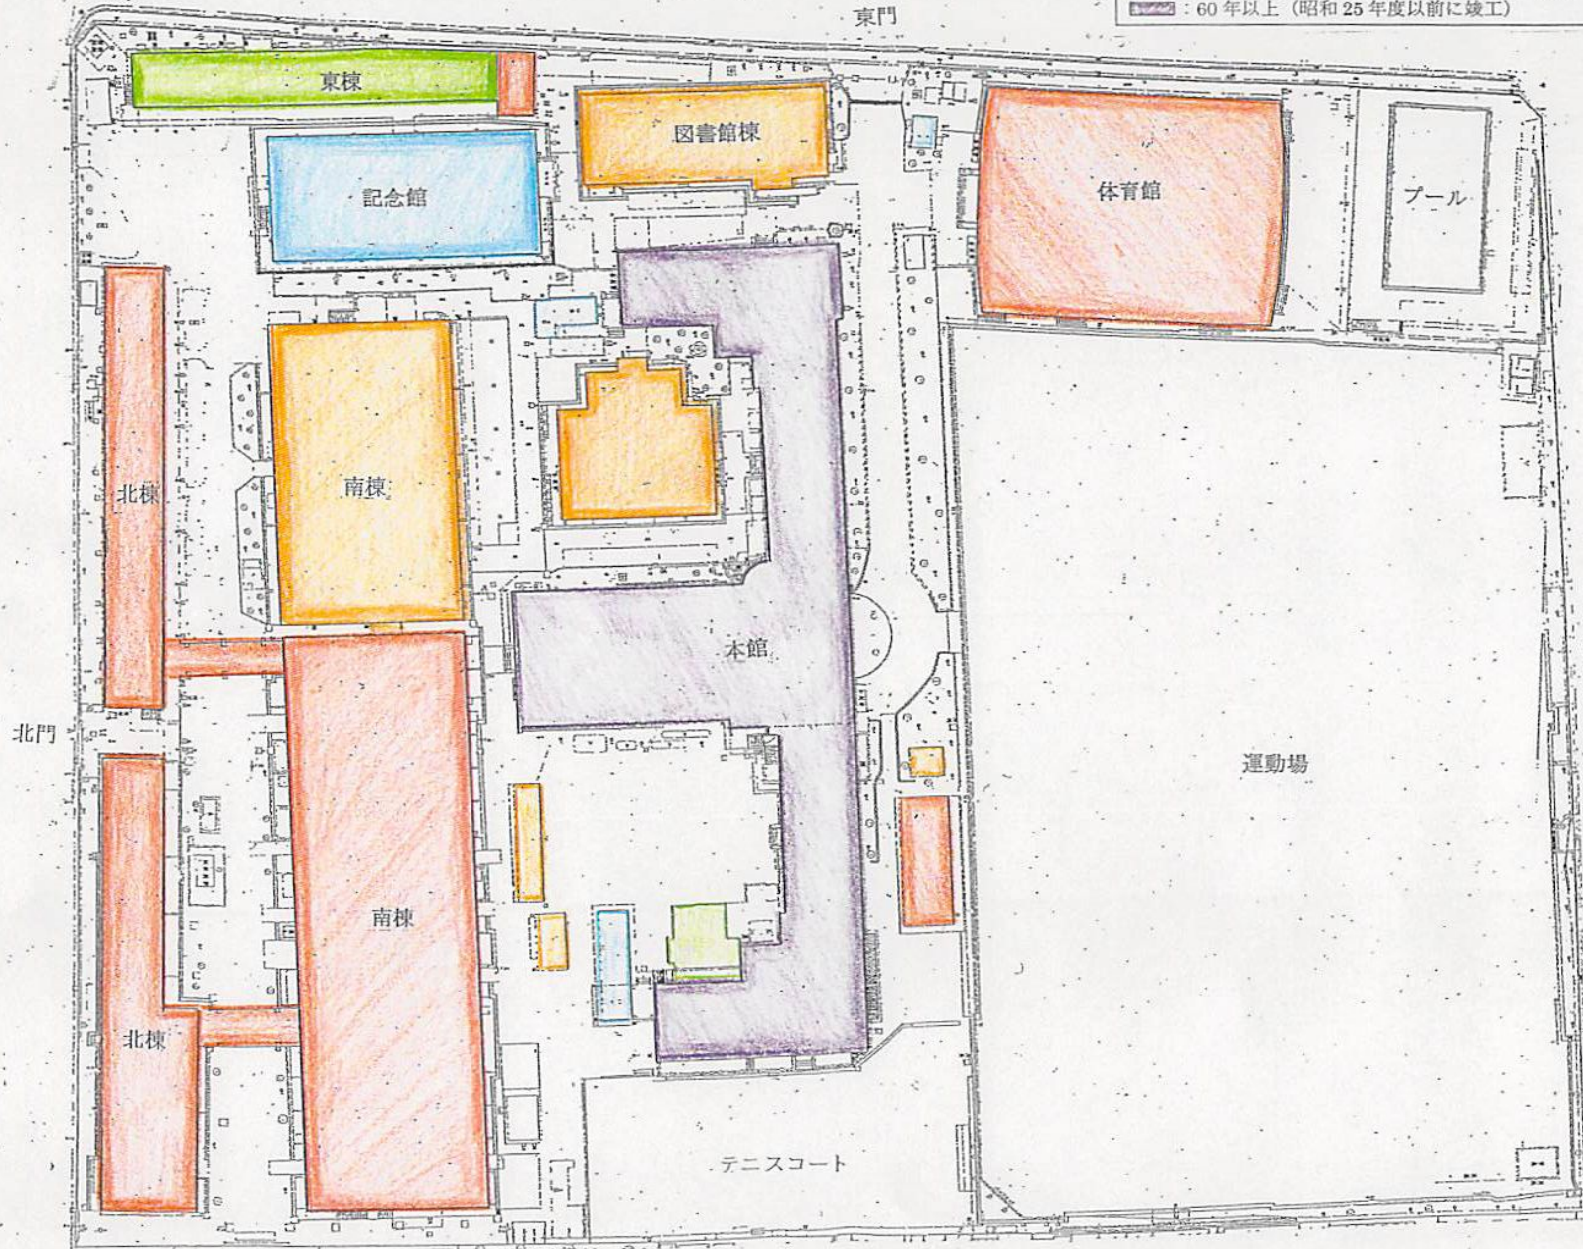 東門
：60年以上（昭和25年度以前に竣工）
東棟
図書館棟
記念館
体育館
プール
北棟
南棟
本館
北門
運動場
南棟
北棟
テニスコート